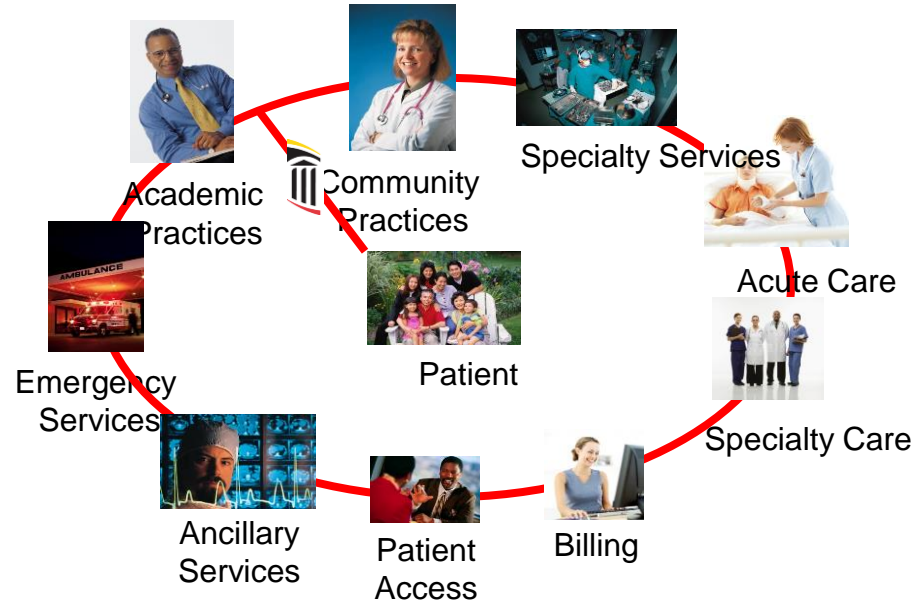 Specialty Services
Academic
Practices
Community
Practices
AMBULANCE
Acute Care
Patient
Emergency
Services
Specialty Care
Ancillary
Services
Patient
Access
Billing